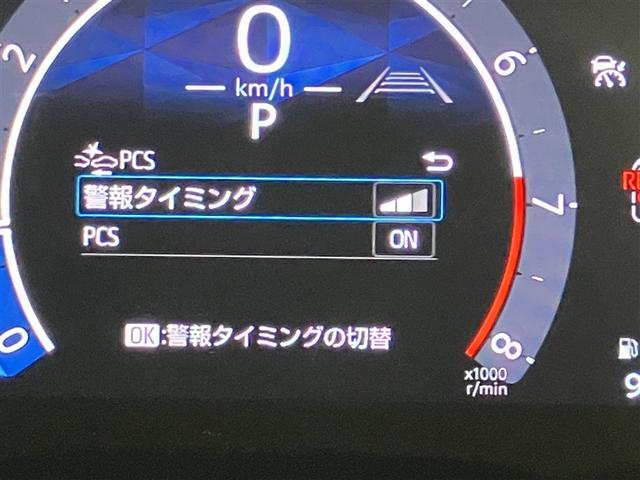 0
km/h
P
PCS
警報タイミング
PCS ON
OK:警報タイミングの切替
2
6
7
8
0
x1000
r/min
9